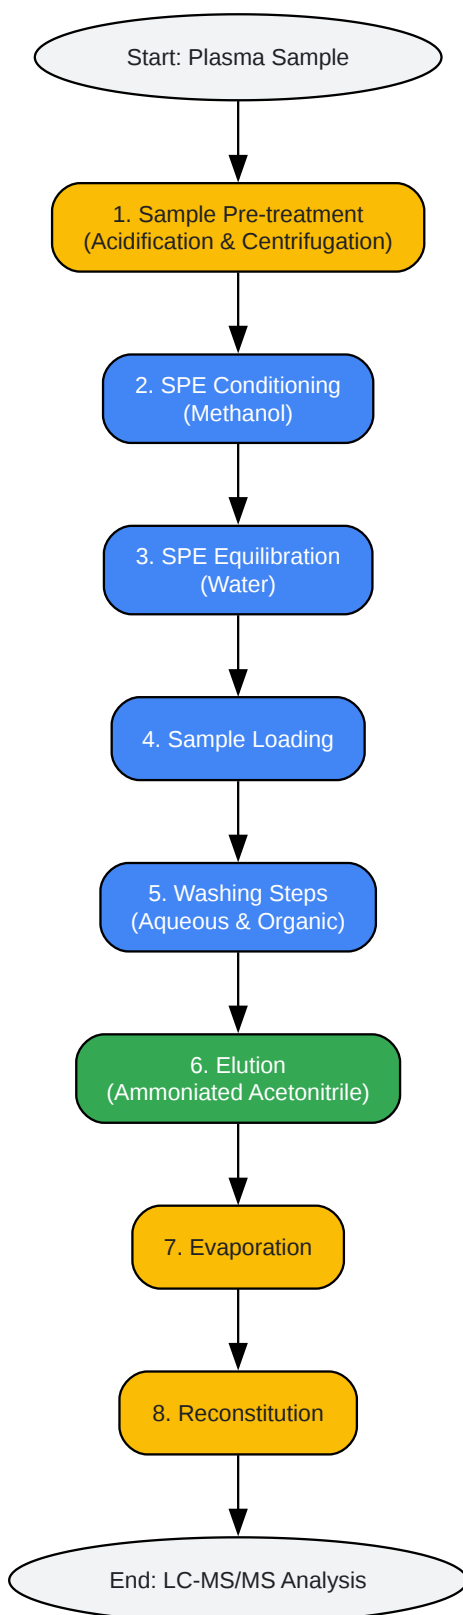 Start: Plasma Sample
1. Sample Pre-treatment
(Acidification & Centrifugation)
2. SPE Conditioning
(Methanol)
3. SPE Equilibration
(Water)
4. Sample Loading
5. Washing Steps
(Aqueous & Organic)
6. Elution
(Ammoniated Acetonitrile)
7. Evaporation
8. Reconstitution
End: LC-MS/MS Analysis